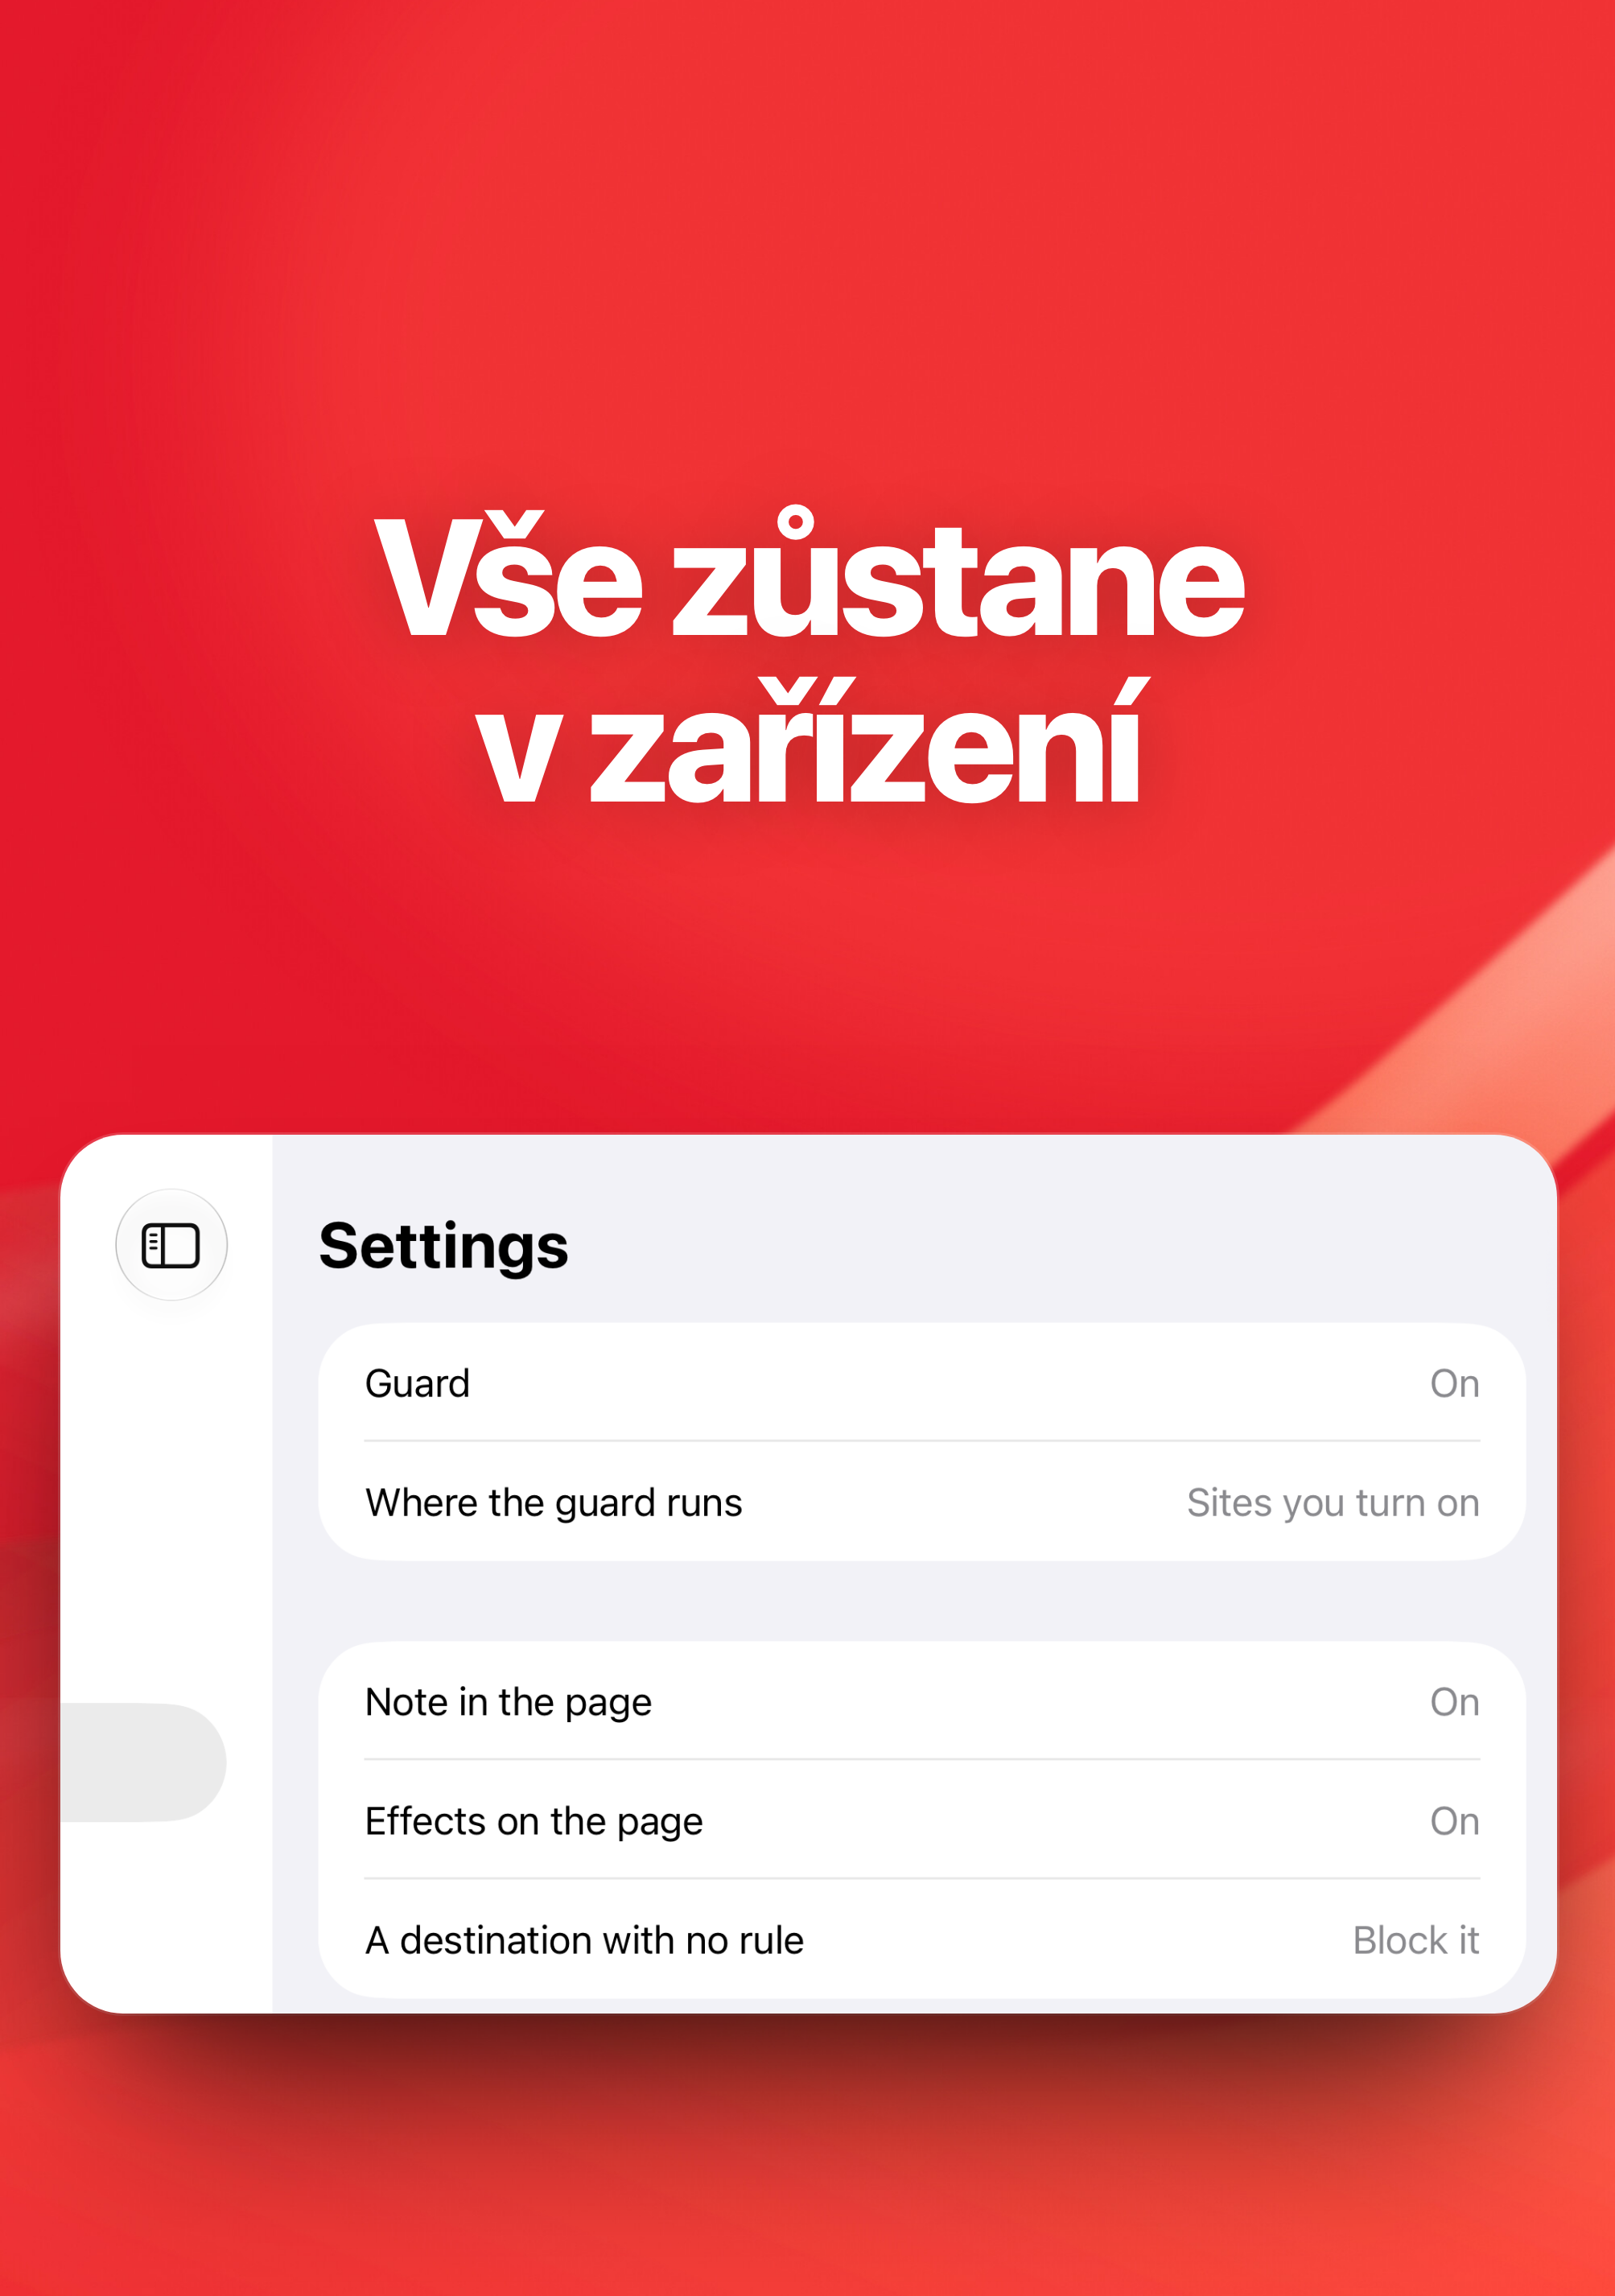 Vše zůstane
v zařízení
Settings
Guard On
Where the guard runs Sites you turn on
Note in the page On
Effects on the page On
A destination with no rule Block it